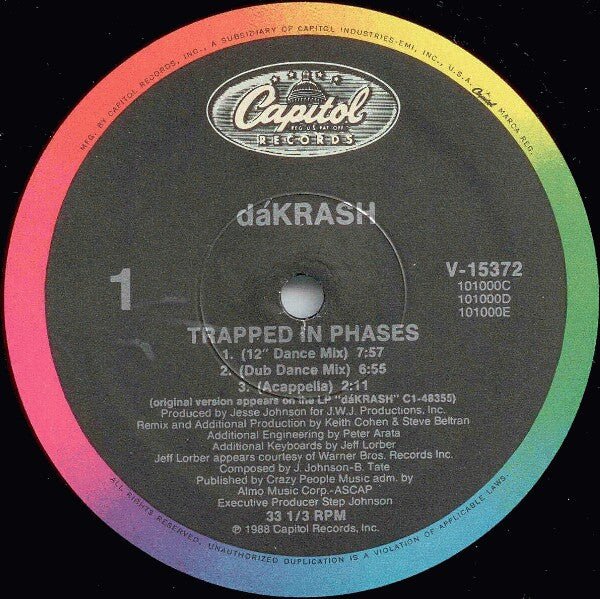 MFG. BY CAPITOL RECORDS, INC., A SUBSIDIARY OF CAPITOL INDUSTRIES-EMI, INC., U.S.A. Capitol MARCA REG.
Capitol
REG. U.S. PAT. OFF.
RECORDS
dáKRASH
1
V-15372
101000C
101000D
101000E
TRAPPED IN PHASES
1. (12" Dance Mix) 7:57
2. (Dub Dance Mix) 6:55
3. (Acappella) 2:11
(original version appears on the LP "dáKRASH" C1-48355)
Produced by Jesse Johnson for J.W.J. Productions, Inc.
Remix and Additional Production by Keith Cohen & Steve Beltran
Additional Engineering by Peter Arata
Additional Keyboards by Jeff Lorber
Jeff Lorber appears courtesy of Warner Bros. Records Inc.
Composed by J. Johnson-B. Tate
Published by Crazy People Music adm. by
Almo Music Corp.-ASCAP
Executive Producer Step Johnson
33 1/3 RPM
℗ 1988 Capitol Records, Inc.
ALL RIGHTS RESERVED. UNAUTHORIZED DUPLICATION IS A VIOLATION OF APPLICABLE LAWS.